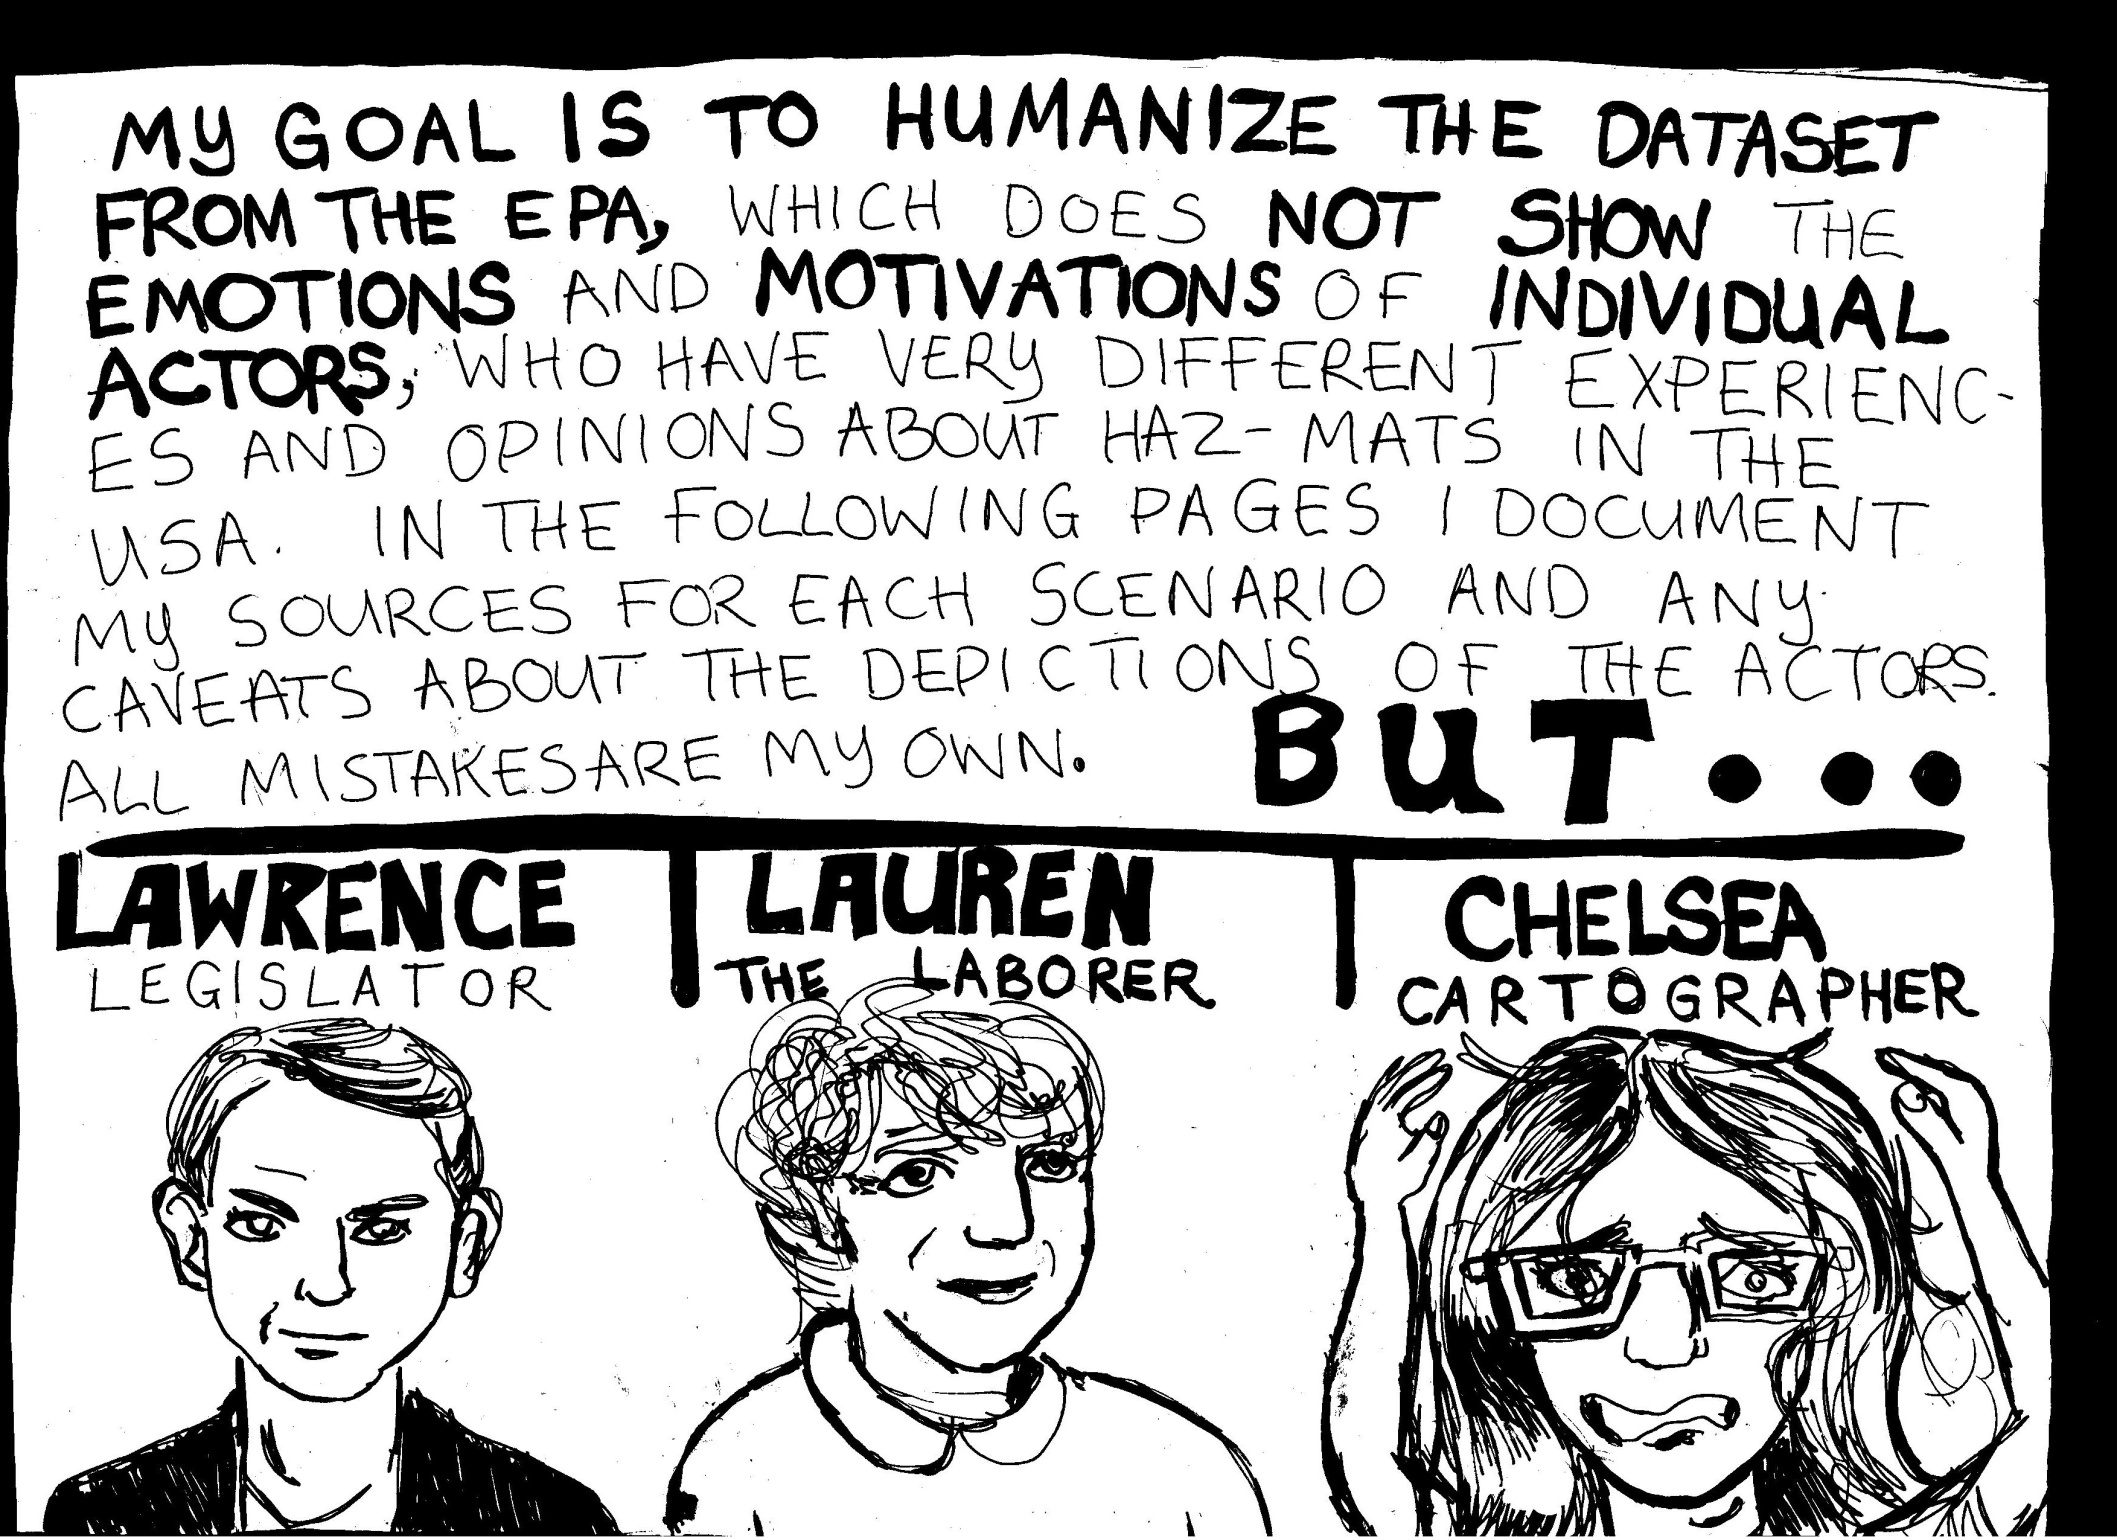 MY GOAL IS TO HUMANIZE THE DATASET
FROM THE EPA, WHICH DOES NOT SHOW THE
EMOTIONS AND MOTIVATIONS OF INDIVIDUAL
ACTORS, WHO HAVE VERY DIFFERENT EXPERIENC-
ES AND OPINIONS ABOUT HAZ-MATS IN THE
USA. IN THE FOLLOWING PAGES I DOCUMENT
MY SOURCES FOR EACH SCENARIO AND ANY
CAVEATS ABOUT THE DEPICTIONS OF THE ACTORS.
ALL MISTAKES ARE MY OWN. BUT...
LAWRENCE
LEGISLATOR
LAUREN
THE LABORER
CHELSEA
CARTOGRAPHER